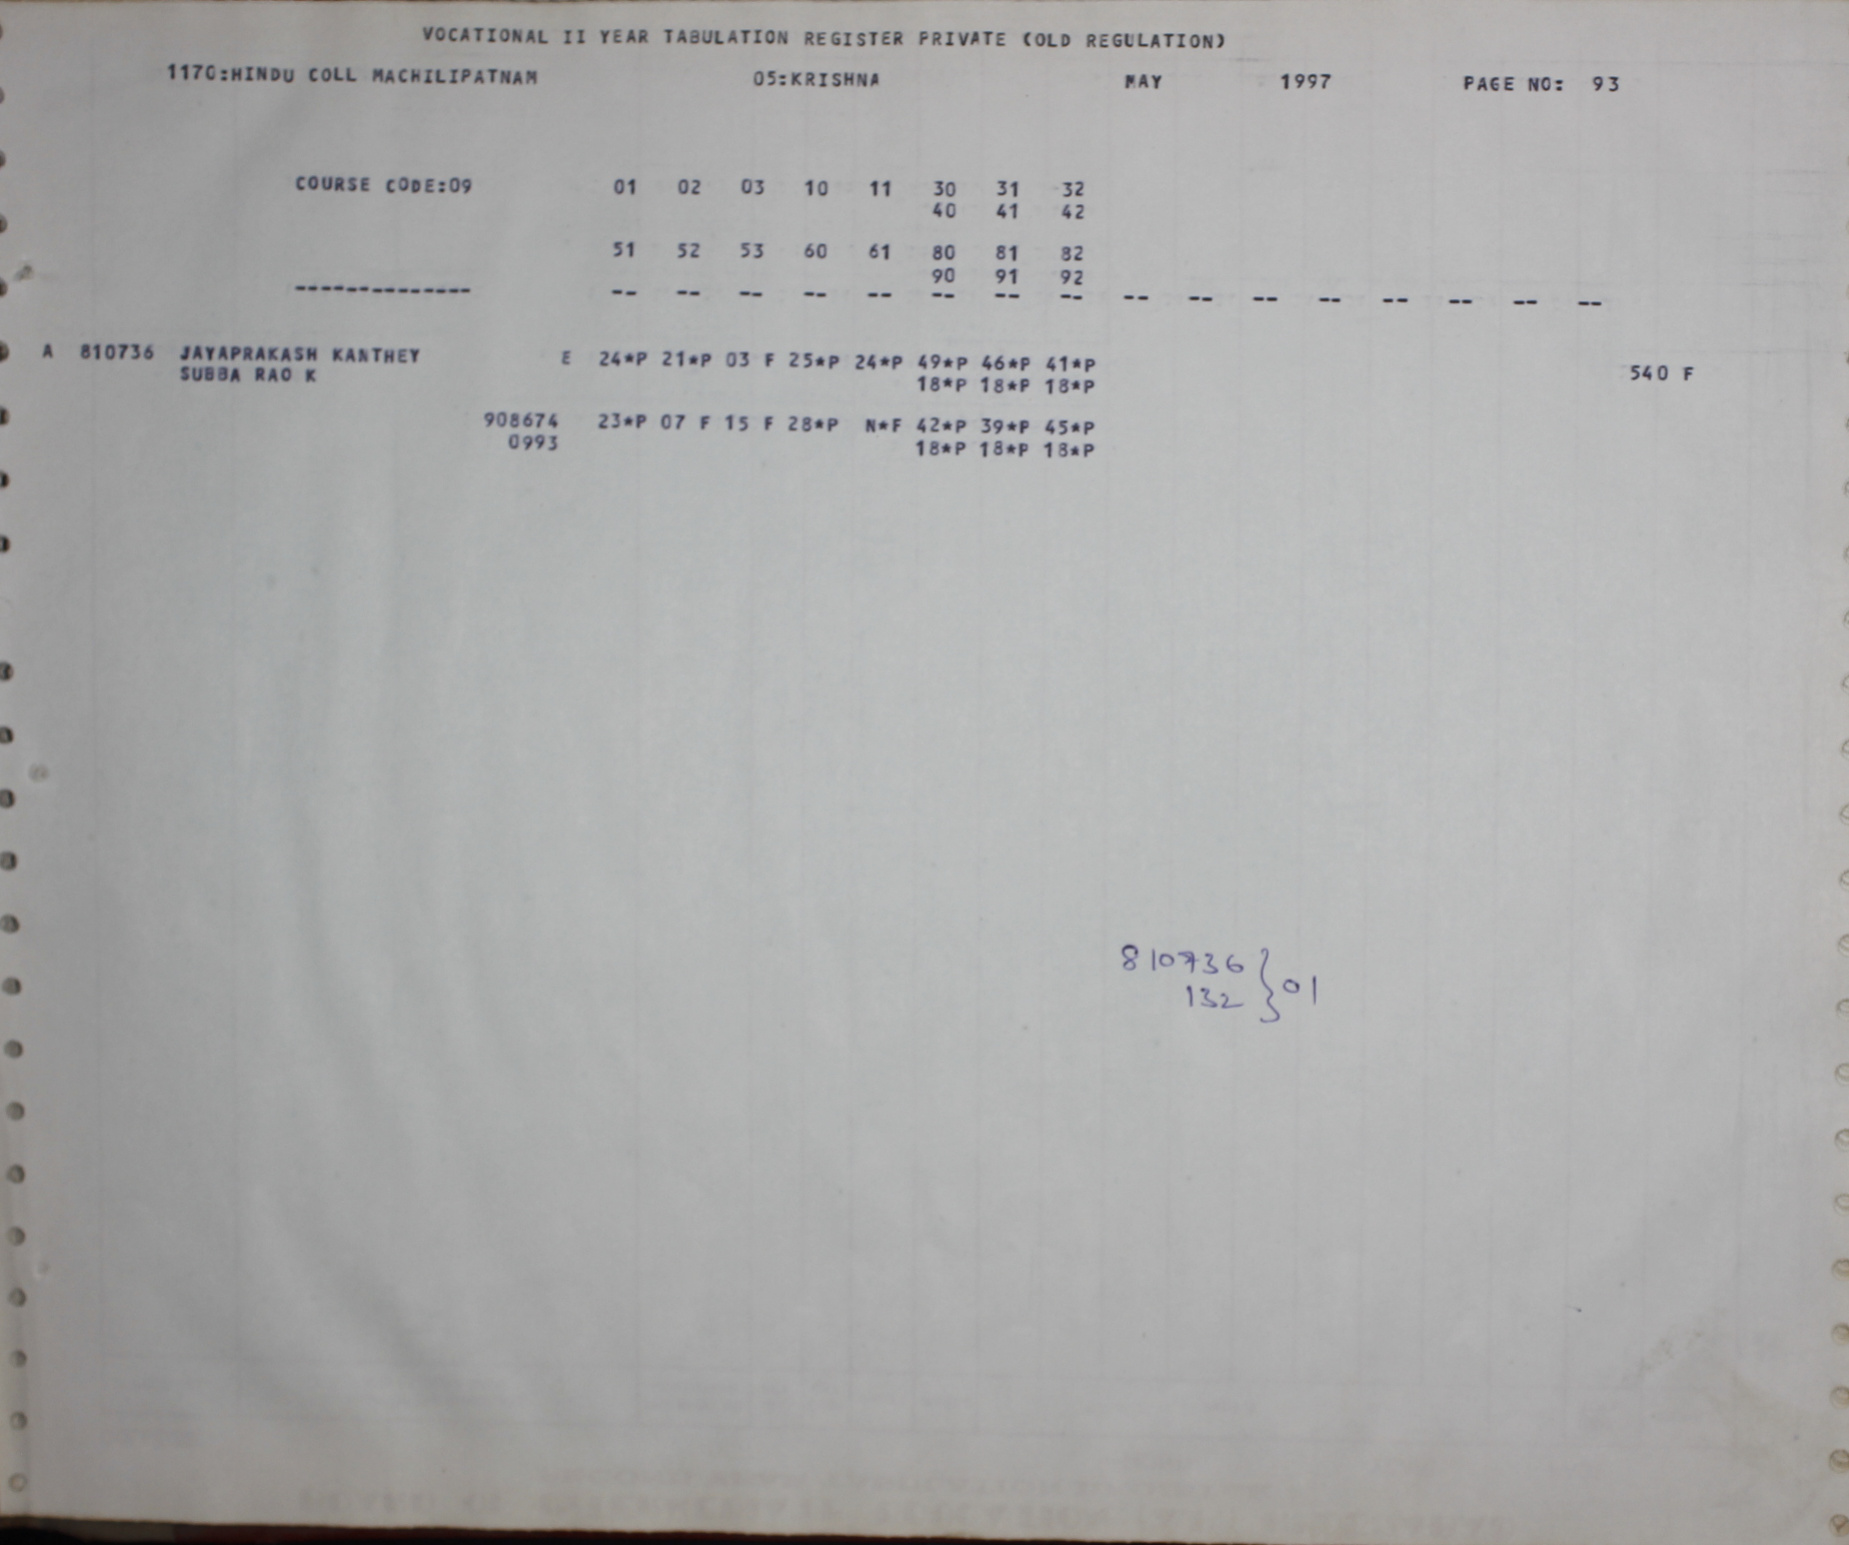 VOCATIONAL II YEAR TABULATION REGISTER PRIVATE (OLD REGULATION)
1170:HINDU COLL MACHILIPATNAM 05:KRISHNA MAY 1997 PAGE NO: 93
COURSE CODE:09 01 02 03 10 11 30 31 32
40 41 42
51 52 53 60 61 80 81 82
90 91 92
-------------- -- -- -- -- -- -- -- -- -- -- -- -- -- -- -- --
A 810736 JAYAPRAKASH KANTHEY E 24*P 21*P 03 F 25*P 24*P 49*P 46*P 41*P 540 F
SUBBA RAO K 18*P 18*P 18*P
908674 23*P 07 F 15 F 28*P N*F 42*P 39*P 45*P
0993 18*P 18*P 18*P
810736 } 01
132